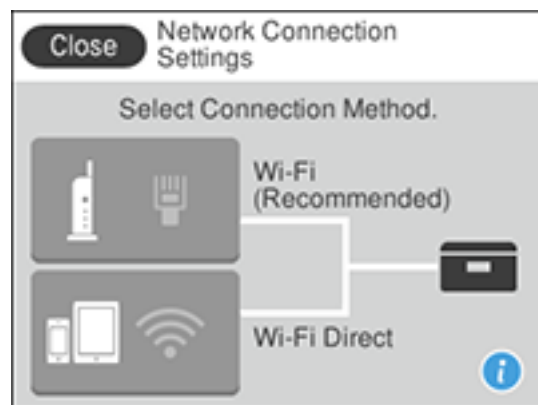 Close
Network Connection
Settings
Select Connection Method.
Wi-Fi
(Recommended)
Wi-Fi Direct
i